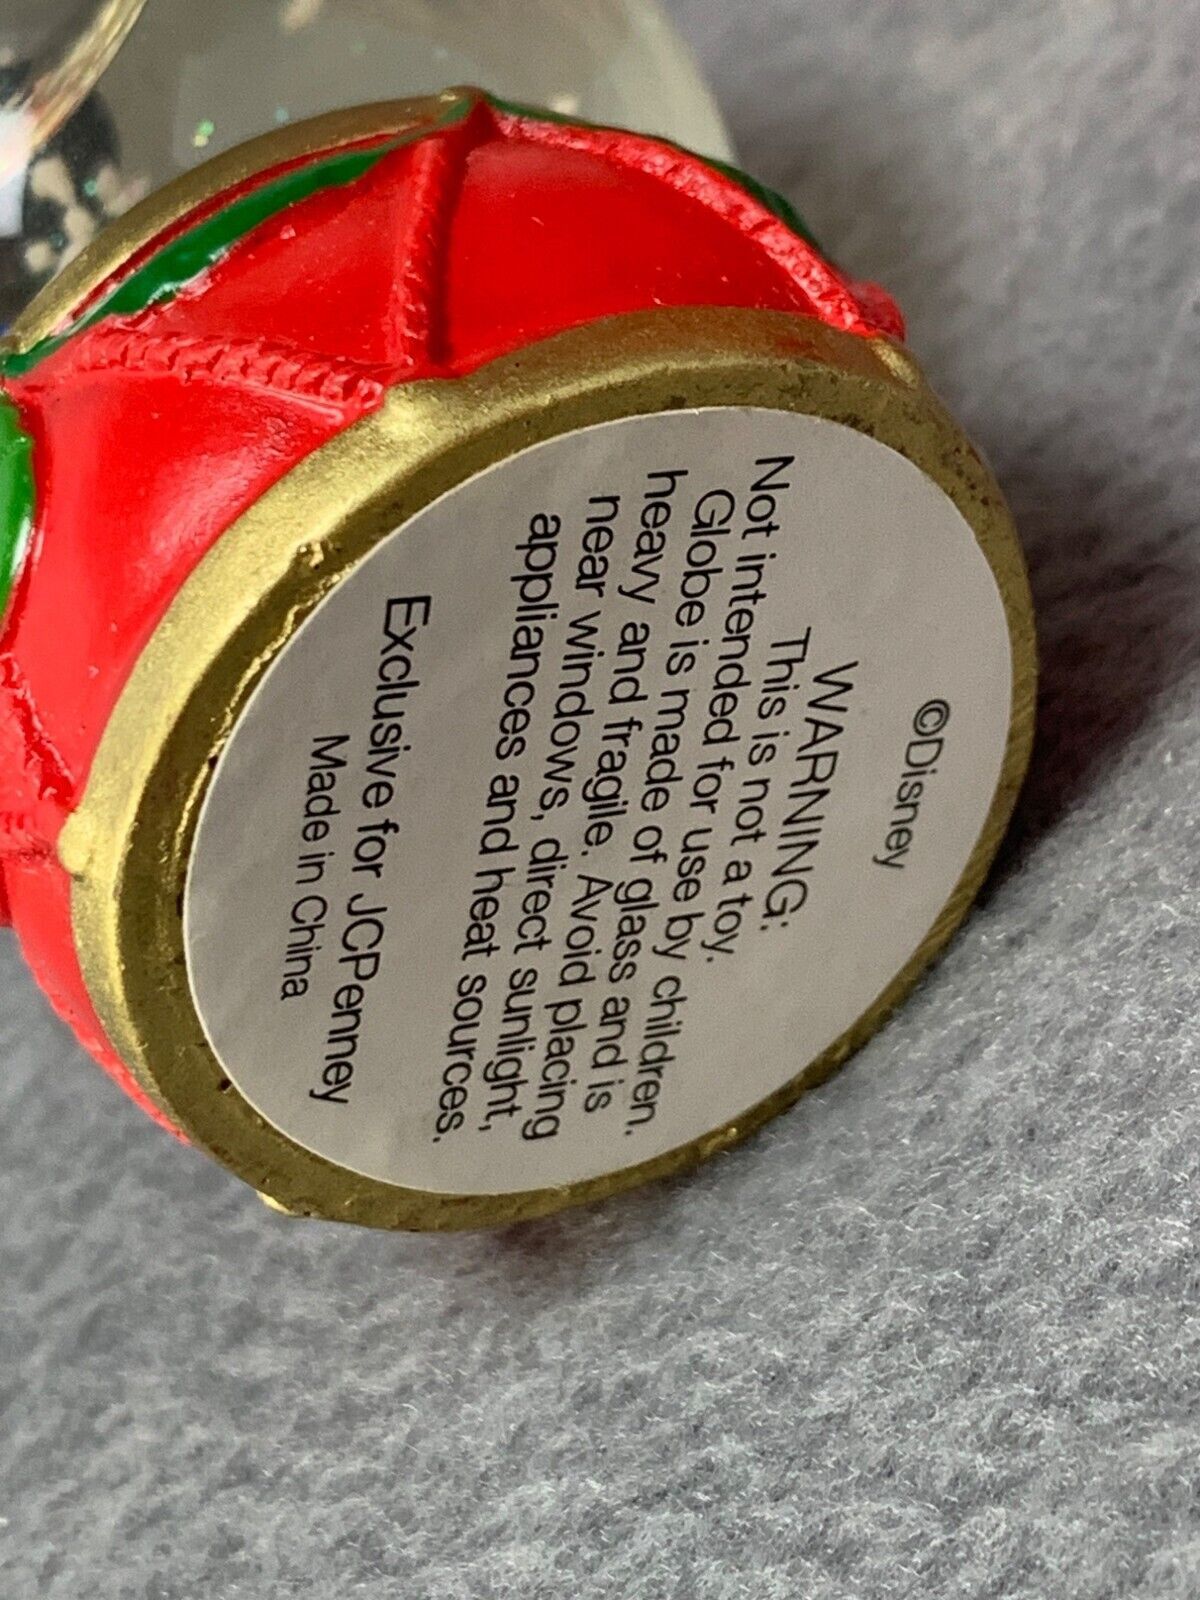 ©Disney
WARNING:
This is not a toy.
Not intended for use by children.
Globe is made of glass and is
heavy and fragile. Avoid placing
near windows, direct sunlight,
appliances and heat sources.
Exclusive for JCPenney
Made in China